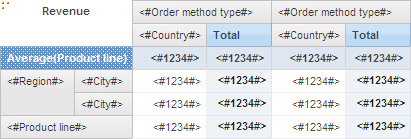 Revenue <#Order method type#> <#Order method type#>
<#Country#> Total <#Country#> Total
Average(Product line) <#1234#> <#1234#> <#1234#> <#1234#>
<#Region#> <#City#> <#1234#> <#1234#> <#1234#> <#1234#>
<#City#> <#1234#> <#1234#> <#1234#> <#1234#>
<#Product line#> <#1234#> <#1234#> <#1234#> <#1234#>